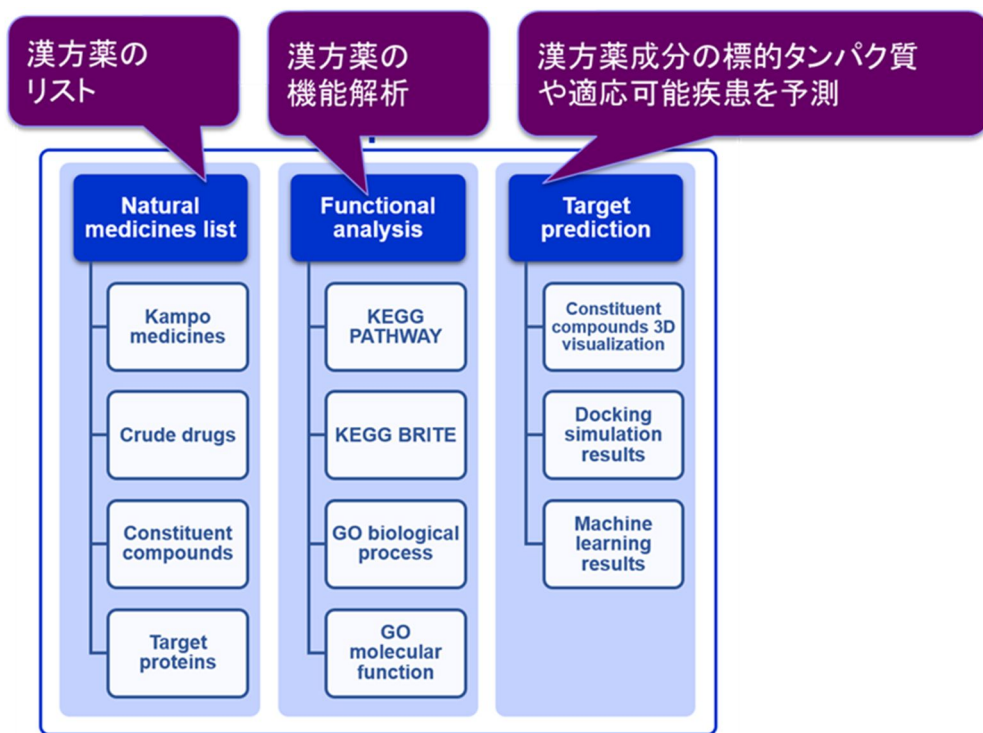 漢方薬の
リスト
漢方薬の
機能解析
漢方薬成分の標的タンパク質
や適応可能疾患を予測
Natural
medicines list
Kampo
medicines
Crude drugs
Constituent
compounds
Target
proteins
Functional
analysis
KEGG
PATHWAY
KEGG BRITE
GO biological
process
GO
molecular
function
Target
prediction
Constituent
compounds 3D
visualization
Docking
simulation
results
Machine
learning
results